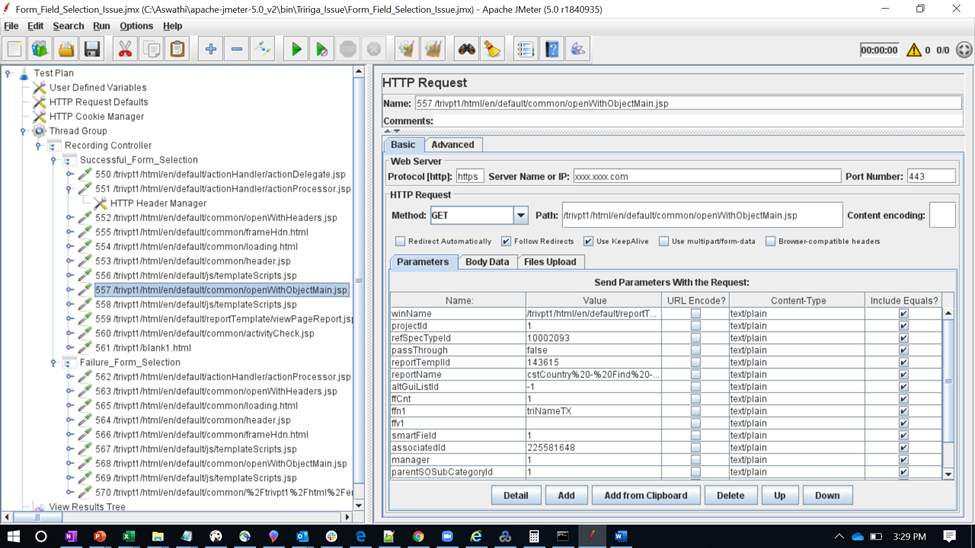 Form_Field_Selection_Issue.jmx (C:\Aswathi\apache-jmeter-5.0_v2\bin\Tririga_Issue\Form_Field_Selection_Issue.jmx) - Apache JMeter (5.0 r1840935)
File Edit Search Run Options Help
00:00:00 0 0/0
Test Plan
User Defined Variables
HTTP Request Defaults
HTTP Cookie Manager
Thread Group
Recording Controller
Successful_Form_Selection
550 /trivpt1/html/en/default/actionHandler/actionDelegate.jsp
551 /trivpt1/html/en/default/actionHandler/actionProcessor.jsp
HTTP Header Manager
552 /trivpt1/html/en/default/common/openWithHeaders.jsp
555 /trivpt1/html/en/default/common/frameHdn.html
554 /trivpt1/html/en/default/common/loading.html
553 /trivpt1/html/en/default/common/header.jsp
556 /trivpt1/html/en/default/js/templateScripts.jsp
557 /trivpt1/html/en/default/common/openWithObjectMain.jsp
558 /trivpt1/html/en/default/js/templateScripts.jsp
559 /trivpt1/html/en/default/reportTemplate/viewPageReport.js
560 /trivpt1/html/en/default/common/activityCheck.jsp
561 /trivpt1/blank1.html
Failure_Form_Selection
562 /trivpt1/html/en/default/actionHandler/actionProcessor.jsp
563 /trivpt1/html/en/default/common/openWithHeaders.jsp
565 /trivpt1/html/en/default/common/loading.html
564 /trivpt1/html/en/default/common/header.jsp
566 /trivpt1/html/en/default/common/frameHdn.html
567 /trivpt1/html/en/default/js/templateScripts.jsp
568 /trivpt1/html/en/default/common/openWithObjectMain.jsp
569 /trivpt1/html/en/default/js/templateScripts.jsp
570 /trivpt1/html/en/default/common/%2Ftrivpt1%2Fhtml%2Fe
View Results Tree
HTTP Request
Name: 557 /trivpt1/html/en/default/common/openWithObjectMain.jsp
Comments:
Basic Advanced
Web Server
Protocol [http]: https Server Name or IP: xxxx.xxxx.com Port Number: 443
HTTP Request
Method: GET Path: /trivpt1/html/en/default/common/openWithObjectMain.jsp Content encoding:
Redirect Automatically Follow Redirects Use KeepAlive Use multipart/form-data Browser-compatible headers
Parameters Body Data Files Upload
Send Parameters With the Request:
Name: Value URL Encode? Content-Type Include Equals?
winName /trivpt1/html/en/default/reportT... text/plain
projectId 1 text/plain
refSpecTypeId 10002093 text/plain
passThrough false text/plain
reportTemplId 143615 text/plain
reportName cstCountry%20-%20Find%20-... text/plain
altGuiListId -1 text/plain
ffCnt 1 text/plain
ffn1 triNameTX text/plain
ffv1 text/plain
smartField 1 text/plain
associatedId 225581648 text/plain
manager 1 text/plain
parentSOSubCategoryId 1 text/plain
Detail Add Add from Clipboard Delete Up Down
3:29 PM